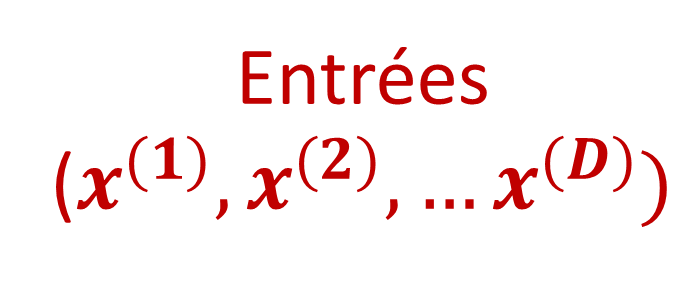 Entrées
(x^(1), x^(2), … x^(D))